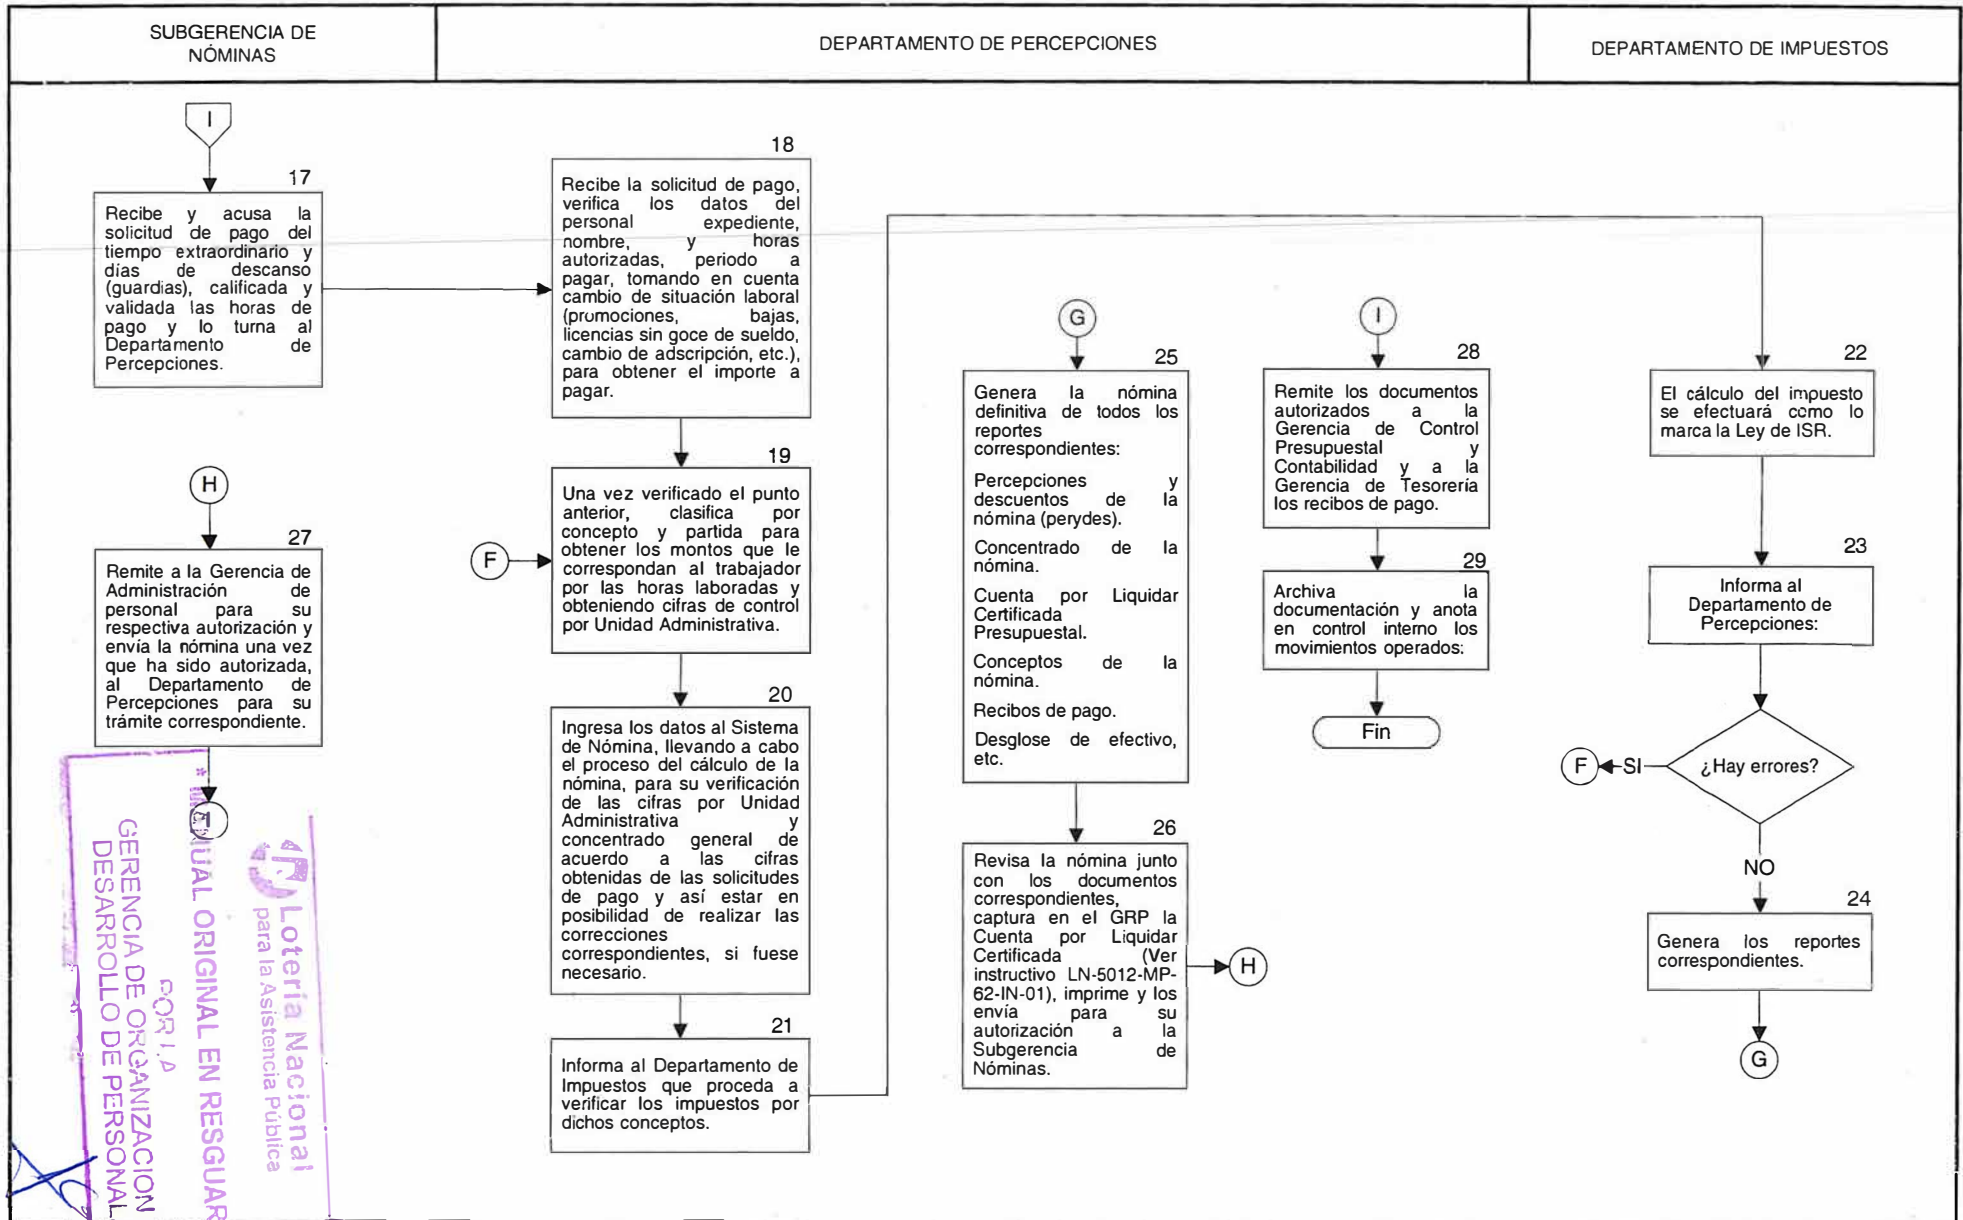 SUBGERENCIA DE
NÓMINAS
DEPARTAMENTO DE PERCEPCIONES
DEPARTAMENTO DE IMPUESTOS
I
17
Recibe y acusa la
solicitud de pago del
tiempo extraordinario y
días de descanso
(guardias), calificada y
validada las horas de
pago y lo turna al
Departamento de
Percepciones.
H
27
Remite a la Gerencia de
Administración de
personal para su
respectiva autorización y
envía la nómina una vez
que ha sido autorizada,
al Departamento de
Percepciones para su
trámite correspondiente.
18
Recibe la solicitud de pago,
verifica los datos del
personal expediente,
nombre, y horas
autorizadas, periodo a
pagar, tomando en cuenta
cambio de situación laboral
(promociones, bajas,
licencias sin goce de sueldo,
cambio de adscripción, etc.),
para obtener el importe a
pagar.
19
F
Una vez verificado el punto
anterior, clasifica por
concepto y partida para
obtener los montos que le
correspondan al trabajador
por las horas laboradas y
obteniendo cifras de control
por Unidad Administrativa.
20
Ingresa los datos al Sistema
de Nómina, llevando a cabo
el proceso del cálculo de la
nómina, para su verificación
de las cifras por Unidad
Administrativa y
concentrado general de
acuerdo a las cifras
obtenidas de las solicitudes
de pago y así estar en
posibilidad de realizar las
correcciones
correspondientes, si fuese
necesario.
21
Informa al Departamento de
Impuestos que proceda a
verificar los impuestos por
dichos conceptos.
G
25
Genera la nómina
definitiva de todos los
reportes
correspondientes:
Percepciones y
descuentos de la
nómina (perydes).
Concentrado de la
nómina.
Cuenta por Liquidar
Certificada
Presupuestal.
Conceptos de la
nómina.
Recibos de pago.
Desglose de efectivo,
etc.
26
Revisa la nómina junto
con los documentos
correspondientes,
captura en el GRP la
Cuenta por Liquidar
Certificada (Ver
instructivo LN-5012-MP-
62-IN-01), imprime y los
envía para su
autorización a la
Subgerencia de
Nóminas.
H
I
28
Remite los documentos
autorizados a la
Gerencia de Control
Presupuestal y
Contabilidad y a la
Gerencia de Tesorería
los recibos de pago.
29
Archiva la
documentación y anota
en control interno los
movimientos operados:
Fin
22
El cálculo del impuesto
se efectuará como lo
marca la Ley de ISR.
23
Informa al
Departamento de
Percepciones:
¿Hay errores?
SI
F
NO
24
Genera los reportes
correspondientes.
G
Lotería Nacional
para la Asistencia Pública
ORIGINAL EN RESGUAR
POR LA
GERENCIA DE ORGANIZACION
DESARROLLO DE PERSONAL